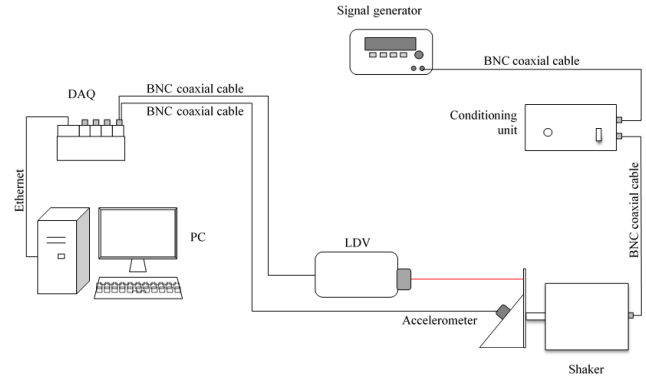 Signal generator
BNC coaxial cable
DAQ
BNC coaxial cable
BNC coaxial cable
Conditioning
unit
Ethernet
BNC coaxial cable
PC
LDV
Accelerometer
Shaker